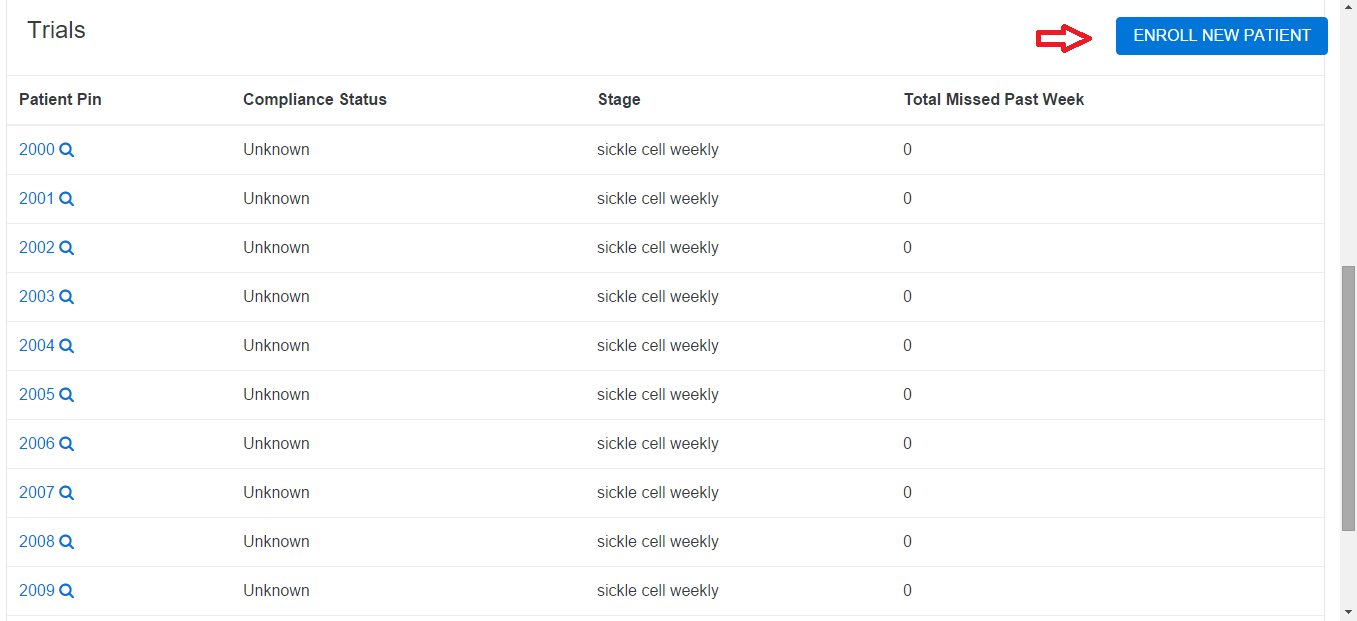 Trials
ENROLL NEW PATIENT
Patient Pin Compliance Status Stage Total Missed Past Week
2000 Unknown sickle cell weekly 0
2001 Unknown sickle cell weekly 0
2002 Unknown sickle cell weekly 0
2003 Unknown sickle cell weekly 0
2004 Unknown sickle cell weekly 0
2005 Unknown sickle cell weekly 0
2006 Unknown sickle cell weekly 0
2007 Unknown sickle cell weekly 0
2008 Unknown sickle cell weekly 0
2009 Unknown sickle cell weekly 0